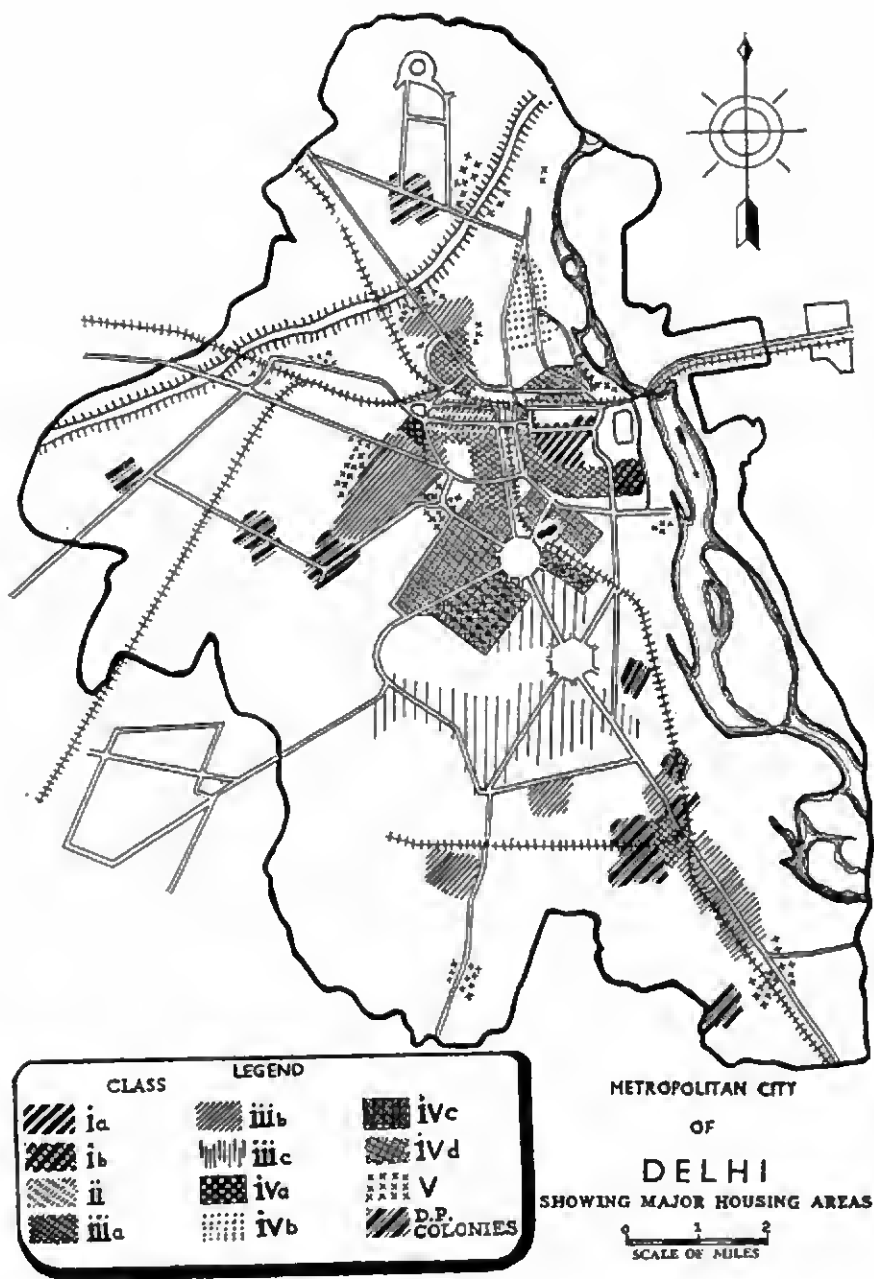 LEGEND
CLASS
ia
ib
ii
iiia
iiib
iiic
iVa
iVb
iVc
iVd
V
D.P. COLONIES
METROPOLITAN CITY
OF
DELHI
SHOWING MAJOR HOUSING AREAS
0 1 2
SCALE OF MILES